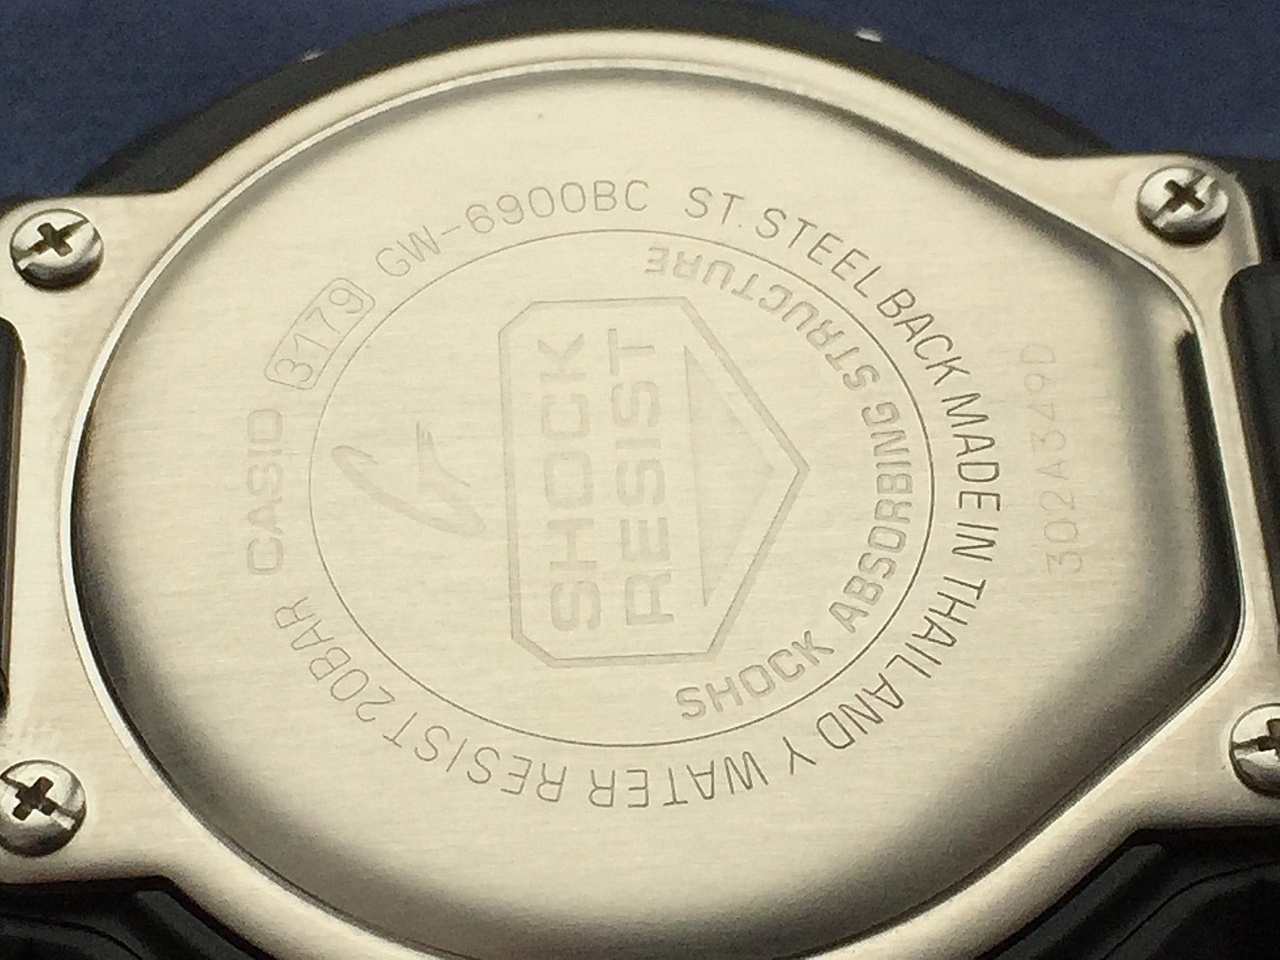 CASIO 3179 GW-6900BC ST.STEEL BACK MADE IN THAILAND Y WATER RESIST 20BAR
SHOCK ABSORBING STRUCTURE
SHOCK
RESIST
302A349D